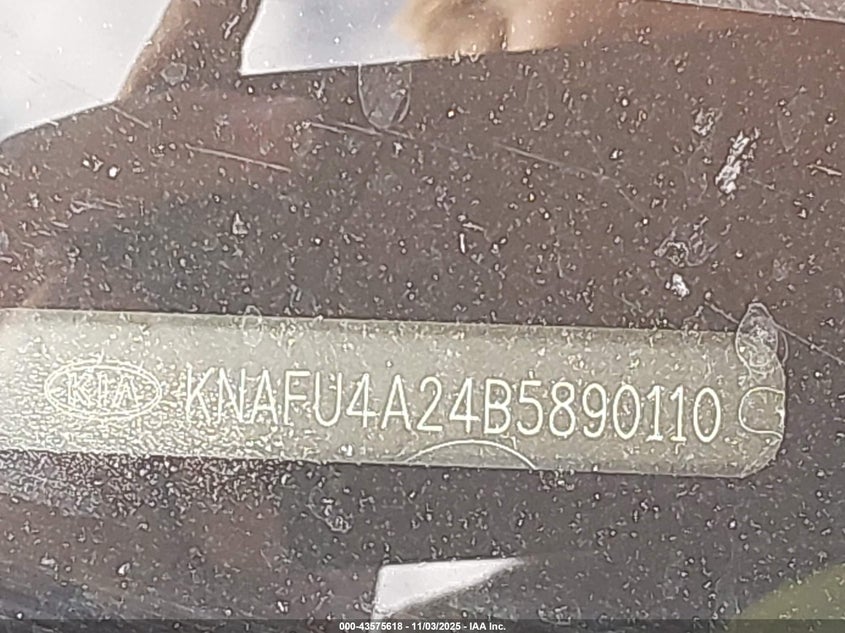 KIA KNAFU4A24B5890110
000-43575618 - 11/03/2025 - IAA Inc.